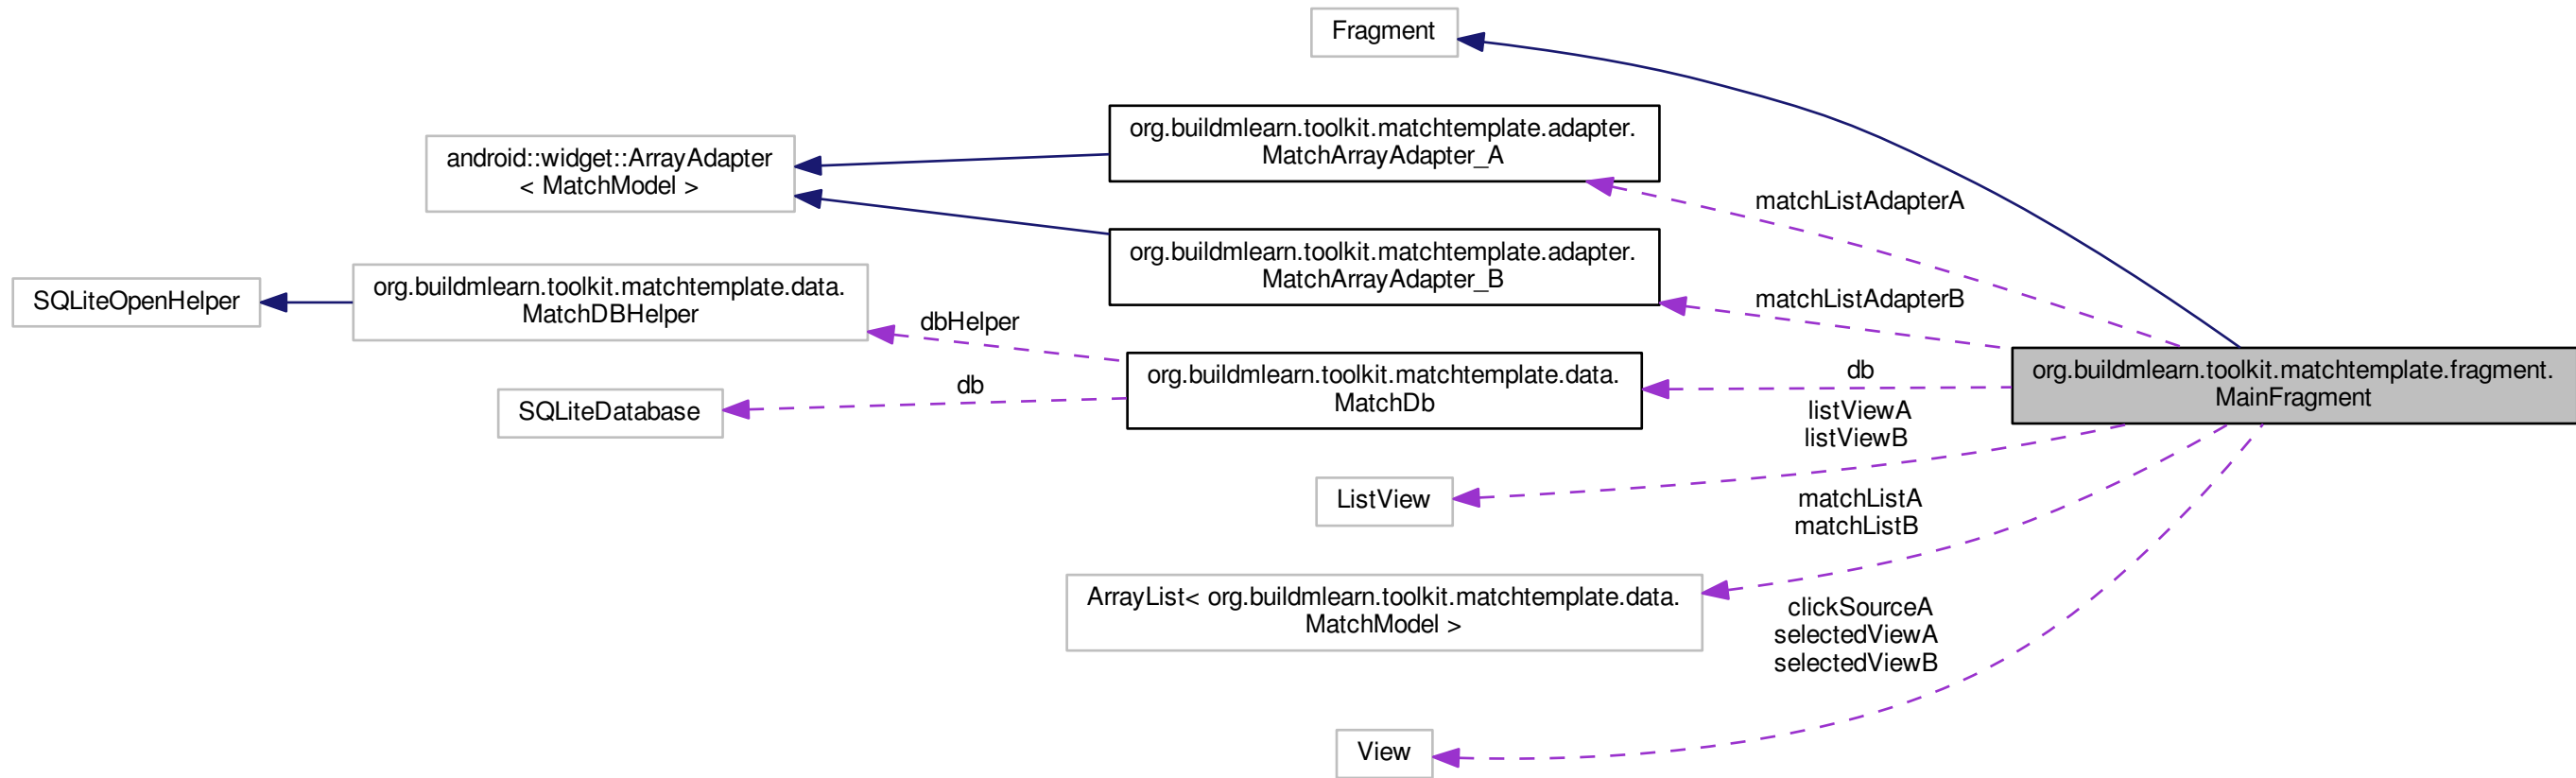 Fragment
org.buildmlearn.toolkit.matchtemplate.adapter.
MatchArrayAdapter_A
android::widget::ArrayAdapter
< MatchModel >
matchListAdapterA
org.buildmlearn.toolkit.matchtemplate.adapter.
MatchArrayAdapter_B
matchListAdapterB
SQLiteOpenHelper
org.buildmlearn.toolkit.matchtemplate.data.
MatchDBHelper
dbHelper
org.buildmlearn.toolkit.matchtemplate.data.
MatchDb
db
org.buildmlearn.toolkit.matchtemplate.fragment.
MainFragment
db
SQLiteDatabase
listViewA
listViewB
ListView
matchListA
matchListB
ArrayList< org.buildmlearn.toolkit.matchtemplate.data.
MatchModel >
clickSourceA
selectedViewA
selectedViewB
View